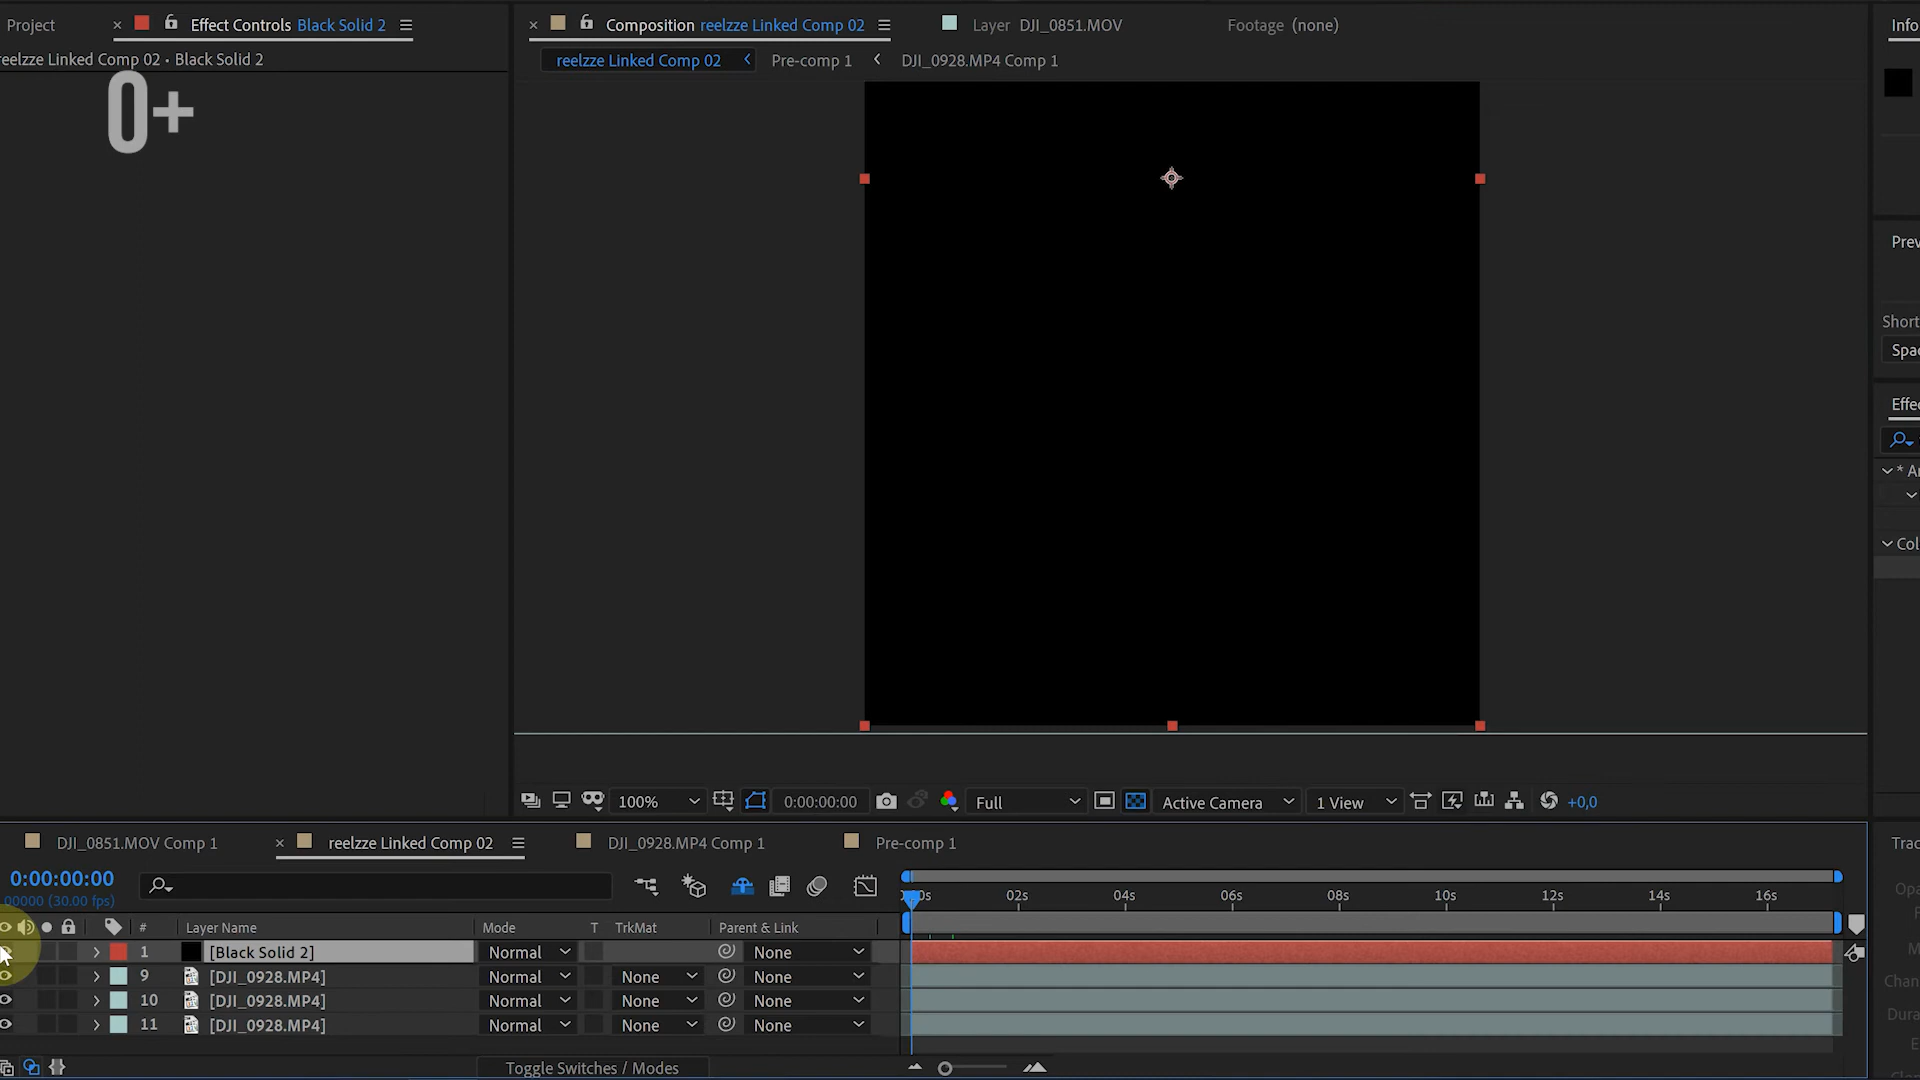 Project
Effect Controls Black Solid 2
Composition reelzze Linked Comp 02
Layer DJI_0851.MOV
Footage (none)
Info
reelzze Linked Comp 02 • Black Solid 2
reelzze Linked Comp 02
Pre-comp 1
DJI_0928.MP4 Comp 1
0+
Prev
Short
Spac
Effec
* A
Col
100%
0:00:00:00
Full
Active Camera
1 View
+0,0
DJI_0851.MOV Comp 1
reelzze Linked Comp 02
DJI_0928.MP4 Comp 1
Pre-comp 1
Trac
0:00:00:00
00000 (30.00 fps)
02s
04s
06s
08s
10s
12s
14s
16s
Opa
#
Layer Name
Mode
T
TrkMat
Parent & Link
1
[Black Solid 2]
Normal
None
9
[DJI_0928.MP4]
Normal
None
None
10
[DJI_0928.MP4]
Normal
None
None
11
[DJI_0928.MP4]
Normal
None
None
Chan
Dura
Toggle Switches / Modes